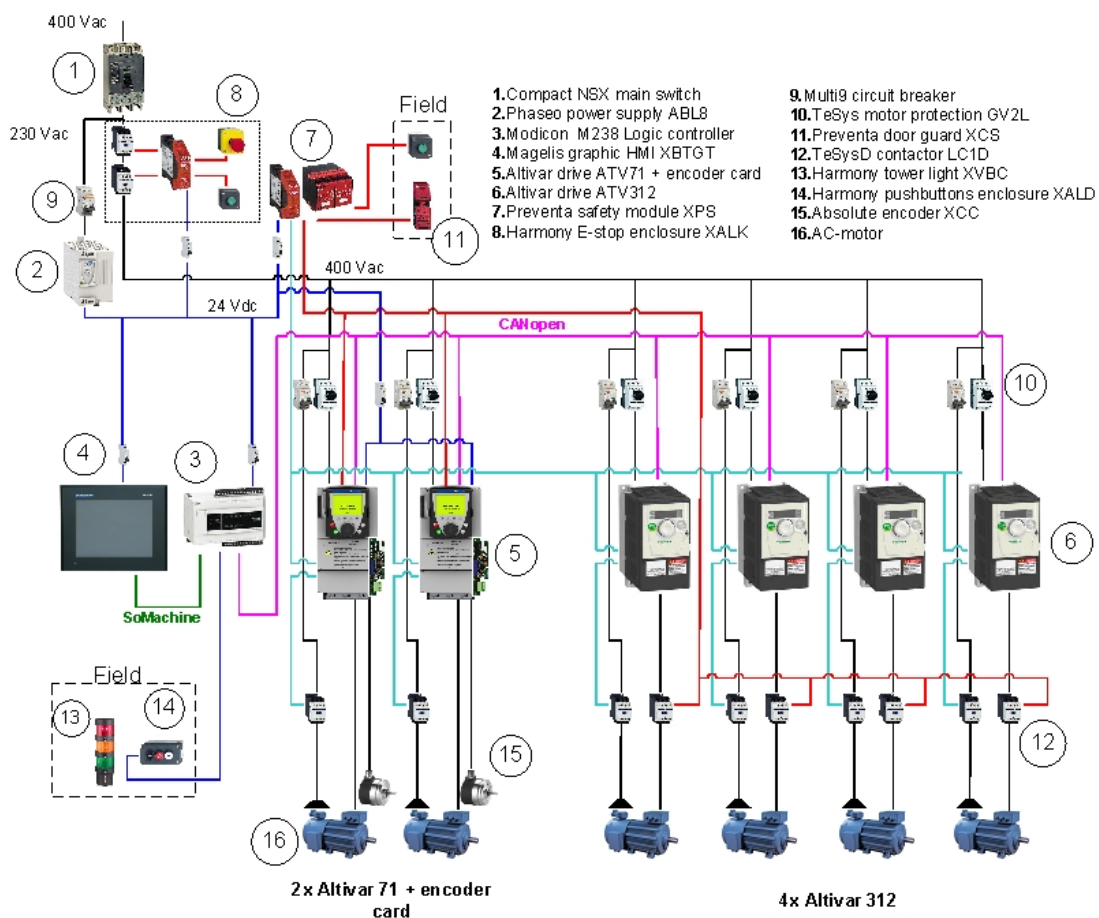 400 Vac
1
8
230 Vac
7
Field
9
11
2
1.Compact NSX main switch
2.Phaseo power supply ABL8
3.Modicon M238 Logic controller
4.Magelis graphic HMI XBTGT
5.Altivar drive ATV71 + encoder card
6.Altivar drive ATV312
7.Preventa safety module XPS
8.Harmony E-stop enclosure XALK
9.Multi9 circuit breaker
10.TeSys motor protection GV2L
11.Preventa door guard XCS
12.TeSysD contactor LC1D
13.Harmony tower light XVBC
14.Harmony pushbuttons enclosure XALD
15.Absolute encoder XCC
16.AC-motor
400 Vac
24 Vdc
CANopen
10
4
3
5
6
SoMachine
Field
13
14
15
12
16
2x Altivar 71 + encoder
card
4x Altivar 312